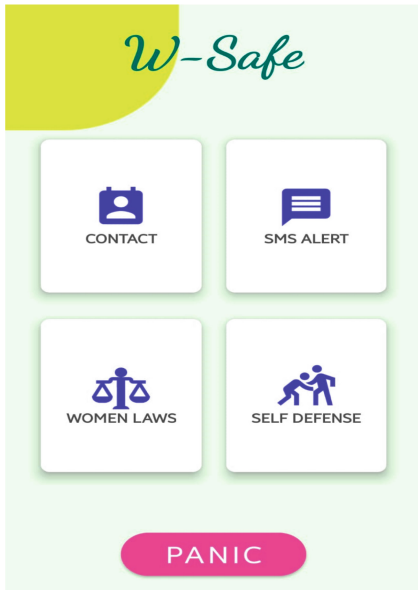 W-Safe
CONTACT
SMS ALERT
WOMEN LAWS
SELF DEFENSE
PANIC